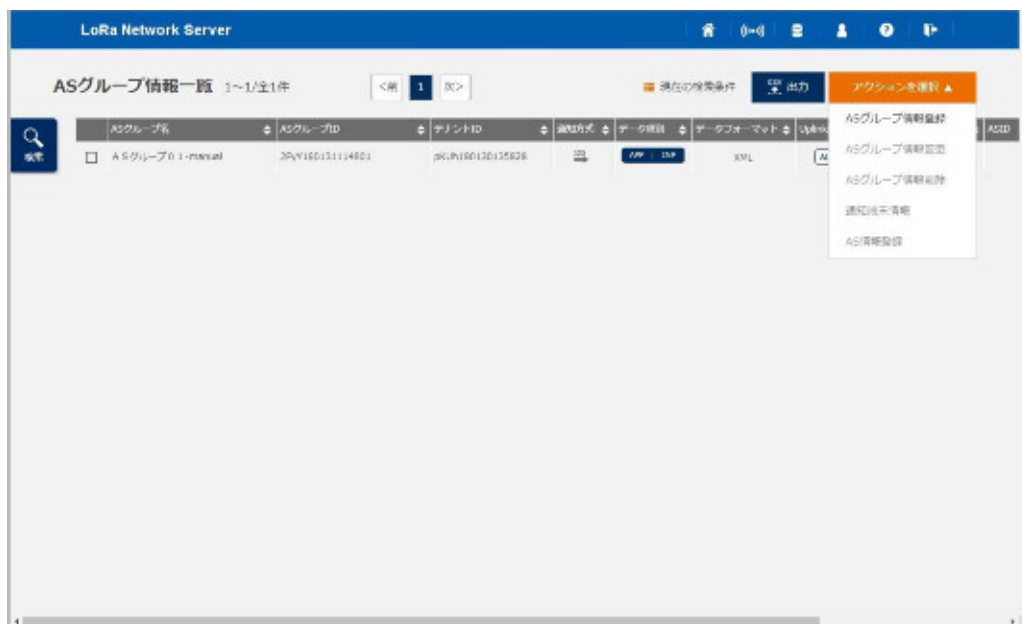 LoRa Network Server
ASグループ情報一覧 1~1/全1件
<前 1 次>
現在の検索条件
CSV 出力
アクションを選択 ▲
検索
ASグループ名 ASグループID テナントID 通知方式 データ種別 データフォーマット Uplink ASID
ASグループ01-manual XML
ASグループ情報登録
ASグループ情報変更
ASグループ情報削除
通知端末情報
AS情報登録